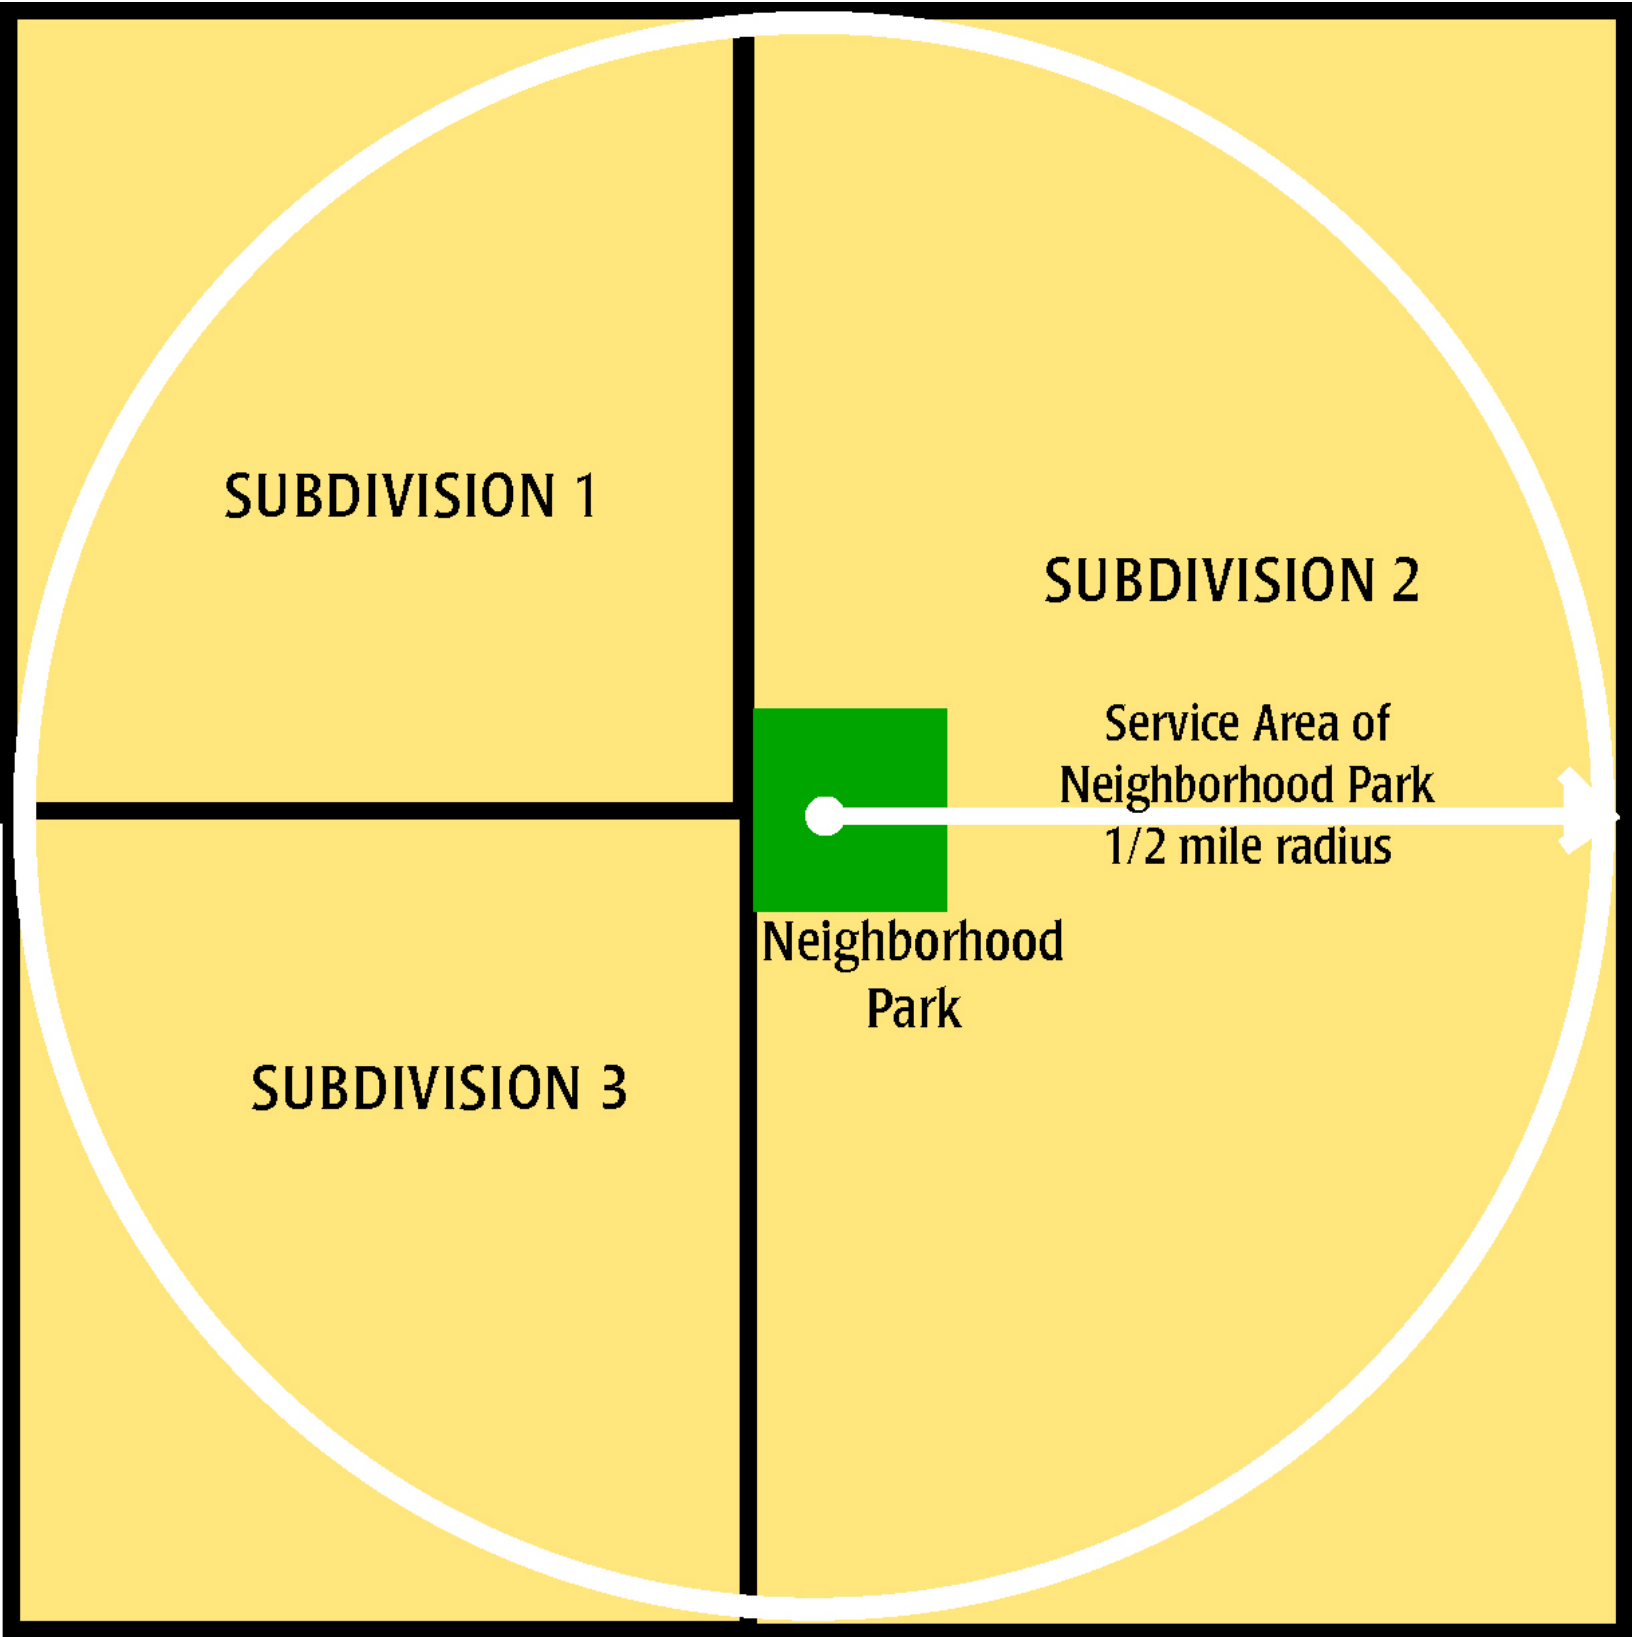 SUBDIVISION 1
SUBDIVISION 2
Service Area of
Neighborhood Park
1/2 mile radius
Neighborhood
Park
SUBDIVISION 3